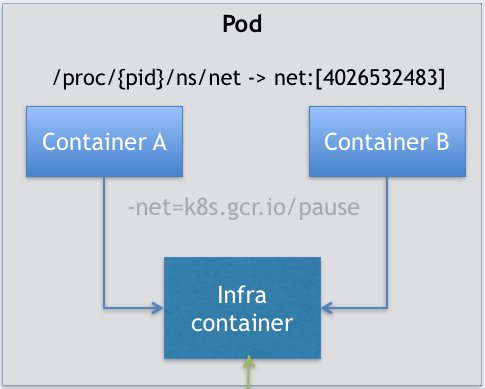 Pod
/proc/{pid}/ns/net -> net:[4026532483]
Container A
Container B
-net=k8s.gcr.io/pause
Infra
container